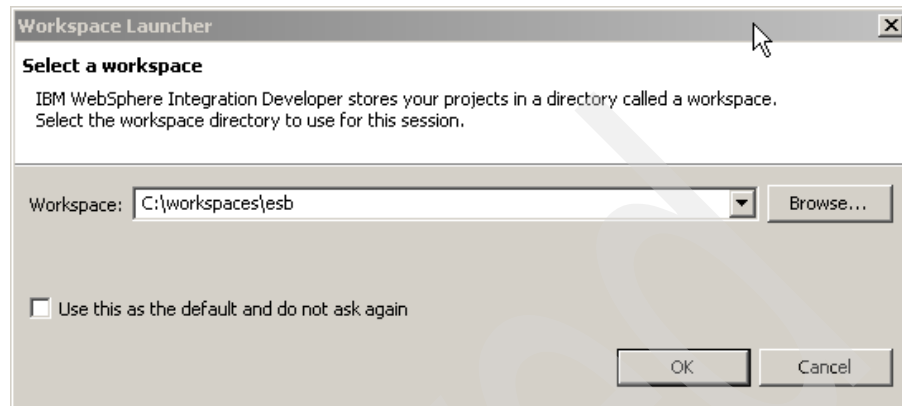 Workspace Launcher
Select a workspace
IBM WebSphere Integration Developer stores your projects in a directory called a workspace.
Select the workspace directory to use for this session.
Workspace: C:\workspaces\esb Browse...
Use this as the default and do not ask again
OK Cancel